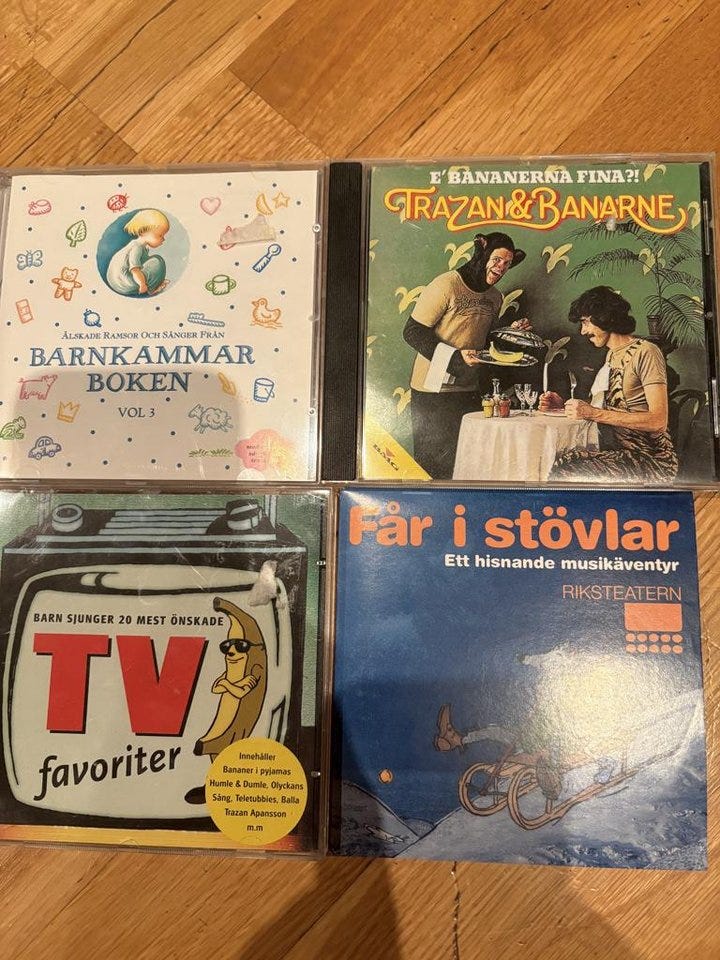 ÄLSKADE RAMSOR OCH SÅNGER FRÅN
BARNKAMMAR
BOKEN
VOL 3
E' BANANERNA FINA?!
TRAZAN & BANARNE
BMG
BARN SJUNGER 20 MEST ÖNSKADE
TV
favoriter
Innehåller
Bananer i pyjamas
Humle & Dumle, Olyckans
Sång, Teletubbies, Balla
Trazan Apansson
m.m
Får i stövlar
Ett hisnande musikäventyr
RIKSTEATERN